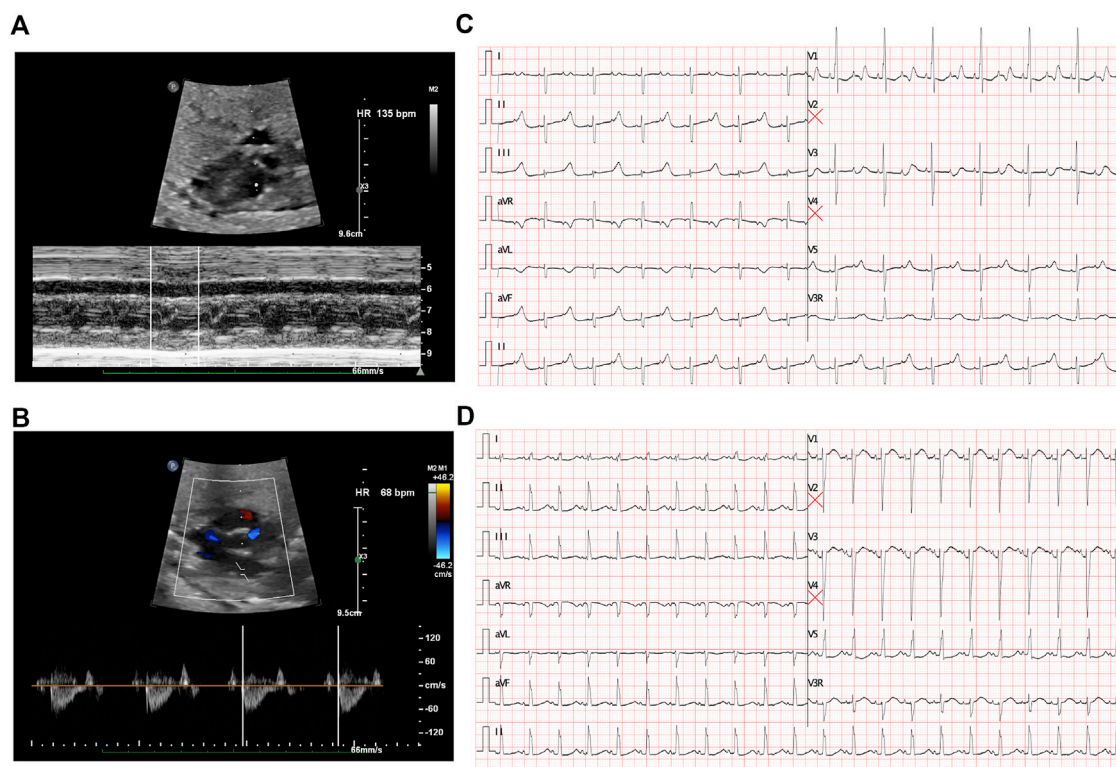 A
P
M2
HR 135 bpm
X3
9.6cm
5
6
7
8
9
66mm/s
B
P
M2 M1
+46.2
HR 68 bpm
X3
-46.2
cm/s
9.5cm
120
60
cm/s
-60
-120
66mm/s
C
I
II
III
aVR
aVL
aVF
II
V1
V2
V3
V4
V5
V3R
D
I
II
III
aVR
aVL
aVF
II
V1
V2
V3
V4
V5
V3R